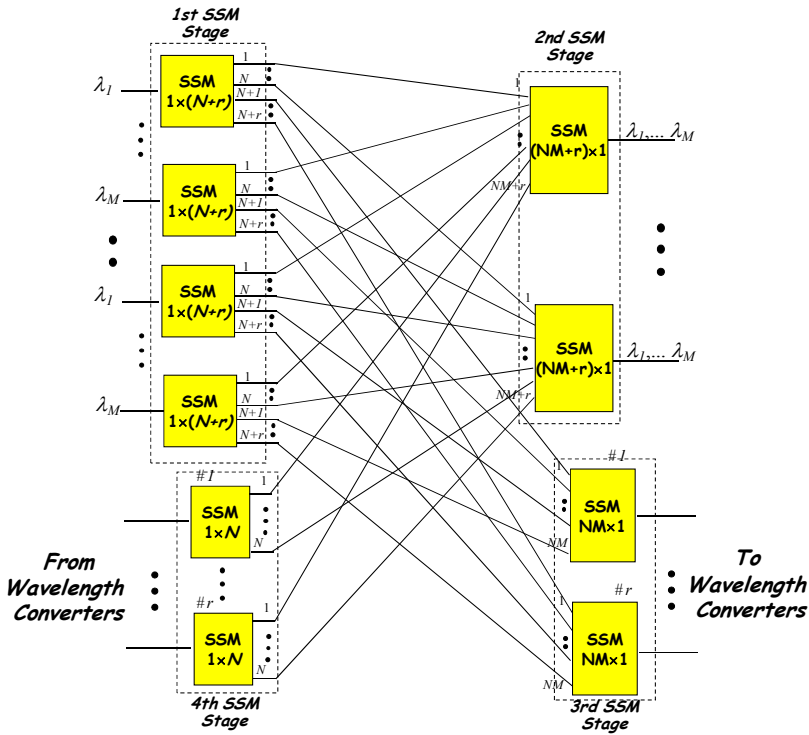 1st SSM
Stage
λ1
SSM
1×(N+r)
1
N
N+1
N+r
λM
SSM
1×(N+r)
1
N
N+1
N+r
λ1
SSM
1×(N+r)
1
N
N+1
N+r
λM
SSM
1×(N+r)
1
N
N+1
N+r
2nd SSM
Stage
1
NM+r
SSM
(NM+r)×1
λ1,... λM
1
NM+r
SSM
(NM+r)×1
λ1,... λM
#1
SSM
1×N
1
N
#r
SSM
1×N
1
N
From
Wavelength
Converters
4th SSM
Stage
#1
1
NM
SSM
NM×1
#r
1
NM
SSM
NM×1
To
Wavelength
Converters
3rd SSM
Stage